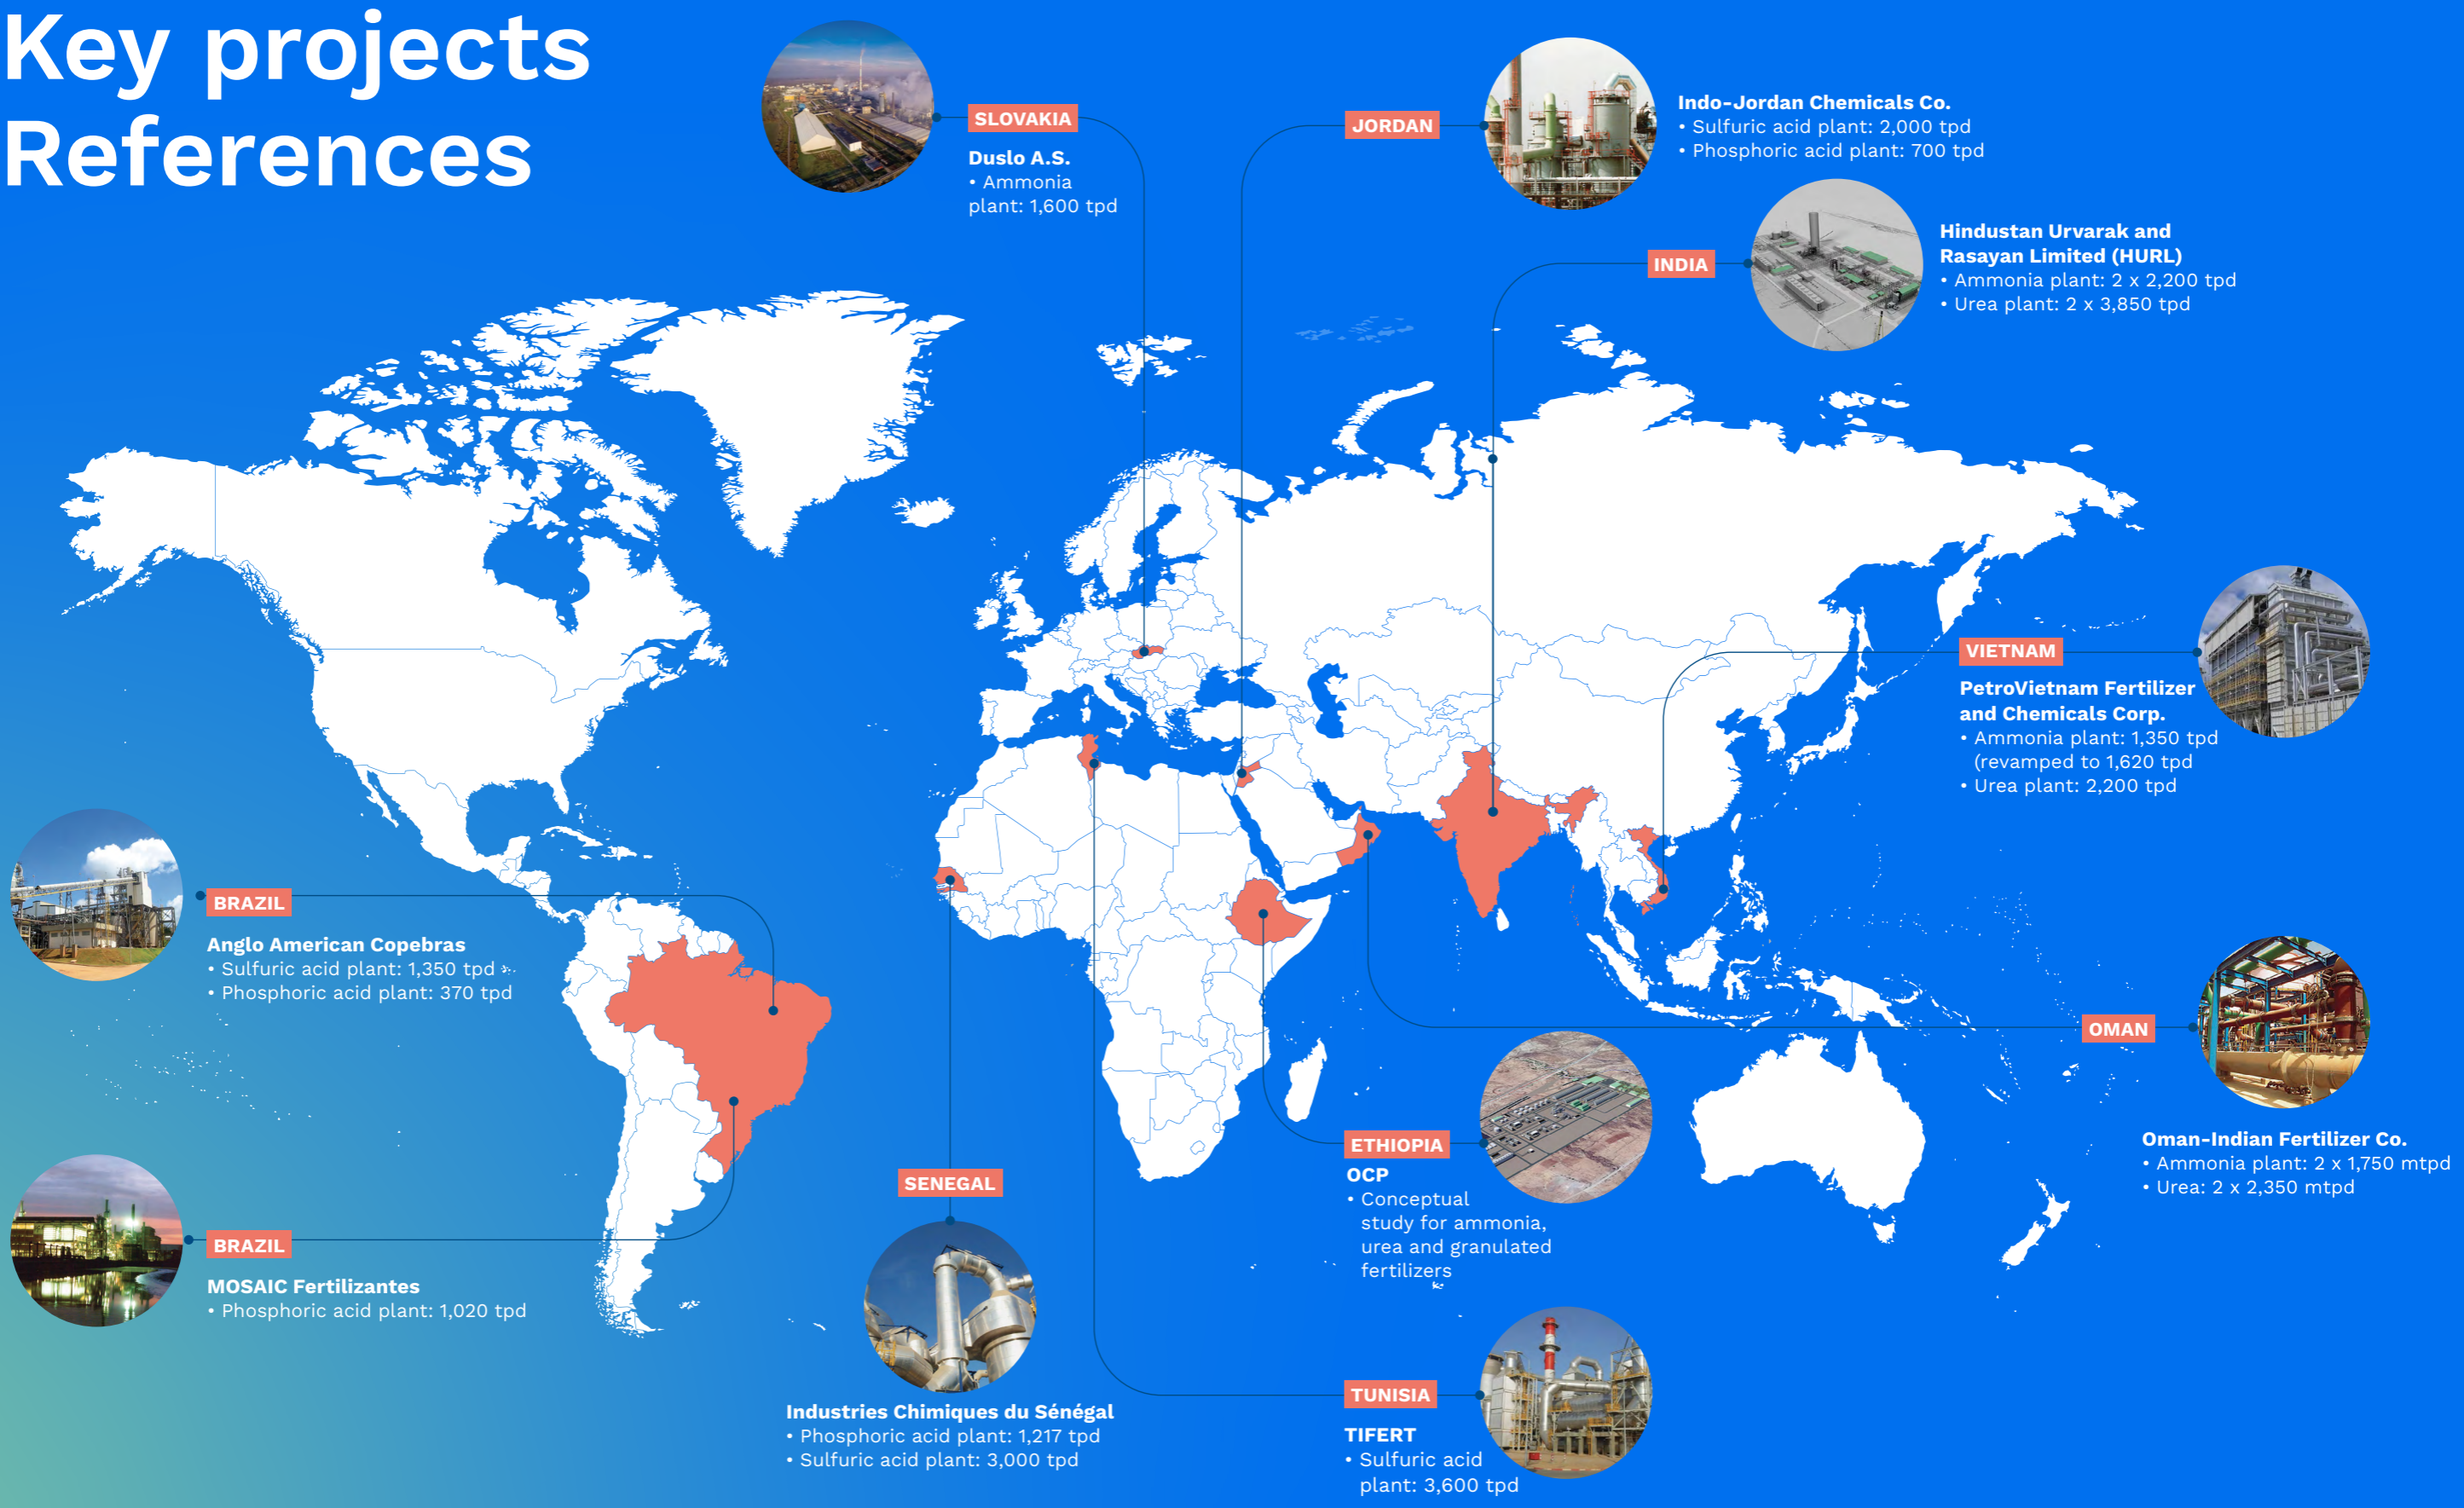 Key projects
References
SLOVAKIA
Duslo A.S.
• Ammonia
plant: 1,600 tpd
JORDAN
Indo-Jordan Chemicals Co.
• Sulfuric acid plant: 2,000 tpd
• Phosphoric acid plant: 700 tpd
INDIA
Hindustan Urvarak and
Rasayan Limited (HURL)
• Ammonia plant: 2 x 2,200 tpd
• Urea plant: 2 x 3,850 tpd
VIETNAM
PetroVietnam Fertilizer
and Chemicals Corp.
• Ammonia plant: 1,350 tpd
(revamped to 1,620 tpd
• Urea plant: 2,200 tpd
BRAZIL
Anglo American Copebras
• Sulfuric acid plant: 1,350 tpd
• Phosphoric acid plant: 370 tpd
OMAN
Oman-Indian Fertilizer Co.
• Ammonia plant: 2 x 1,750 mtpd
• Urea: 2 x 2,350 mtpd
ETHIOPIA
OCP
• Conceptual
study for ammonia,
urea and granulated
fertilizers
SENEGAL
Industries Chimiques du Sénégal
• Phosphoric acid plant: 1,217 tpd
• Sulfuric acid plant: 3,000 tpd
BRAZIL
MOSAIC Fertilizantes
• Phosphoric acid plant: 1,020 tpd
TUNISIA
TIFERT
• Sulfuric acid
plant: 3,600 tpd